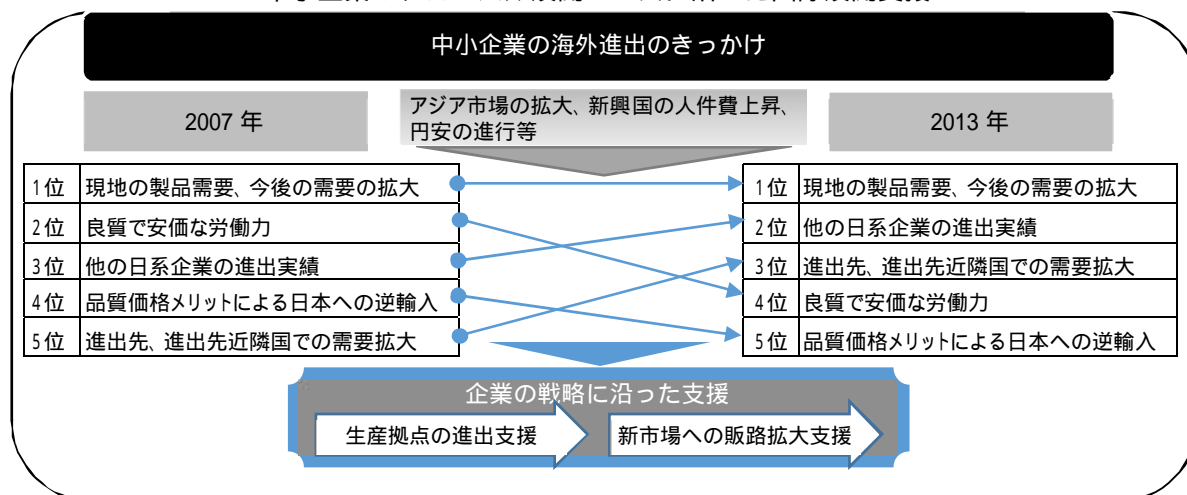 中小企業の海外進出のきっかけ
2007 年
アジア市場の拡大、新興国の人件費上昇、
円安の進行等
2013 年
1位 現地の製品需要、今後の需要の拡大
2位 良質で安価な労働力
3位 他の日系企業の進出実績
4位 品質価格メリットによる日本への逆輸入
5位 進出先、進出先近隣国での需要拡大
1位 現地の製品需要、今後の需要の拡大
2位 他の日系企業の進出実績
3位 進出先、進出先近隣国での需要拡大
4位 良質で安価な労働力
5位 品質価格メリットによる日本への逆輸入
企業の戦略に沿った支援
生産拠点の進出支援
新市場への販路拡大支援